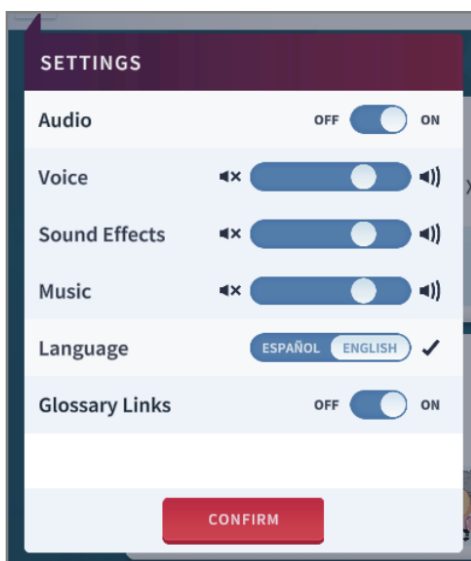 SETTINGS
Audio OFF ON
Voice
Sound Effects
Music
Language ESPAÑOL ENGLISH
Glossary Links OFF ON
CONFIRM